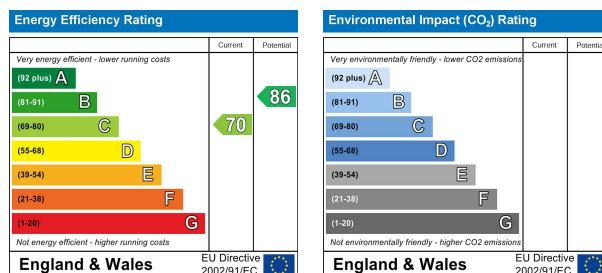 Energy Efficiency Rating
Current Potential
Very energy efficient - lower running costs
(92 plus) A
(81-91) B
86
(69-80) C
70
(55-68) D
(39-54) E
(21-38) F
(1-20) G
Not energy efficient - higher running costs
England & Wales
EU Directive
2002/91/EC
Environmental Impact (CO2) Rating
Current Potential
Very environmentally friendly - lower CO2 emissions
(92 plus) A
(81-91) B
(69-80) C
(55-68) D
(39-54) E
(21-38) F
(1-20) G
Not environmentally friendly - higher CO2 emissions
England & Wales
EU Directive
2002/91/EC